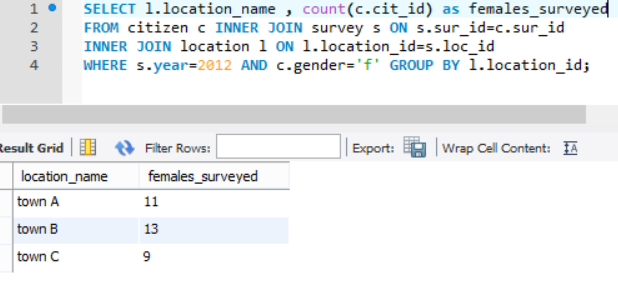 1 SELECT l.location_name , count(c.cit_id) as females_surveyed
2 FROM citizen c INNER JOIN survey s ON s.sur_id=c.sur_id
3 INNER JOIN location l ON l.location_id=s.loc_id
4 WHERE s.year=2012 AND c.gender='f' GROUP BY l.location_id;
Result Grid Filter Rows: Export: Wrap Cell Content: IA
location_name females_surveyed
town A 11
town B 13
town C 9